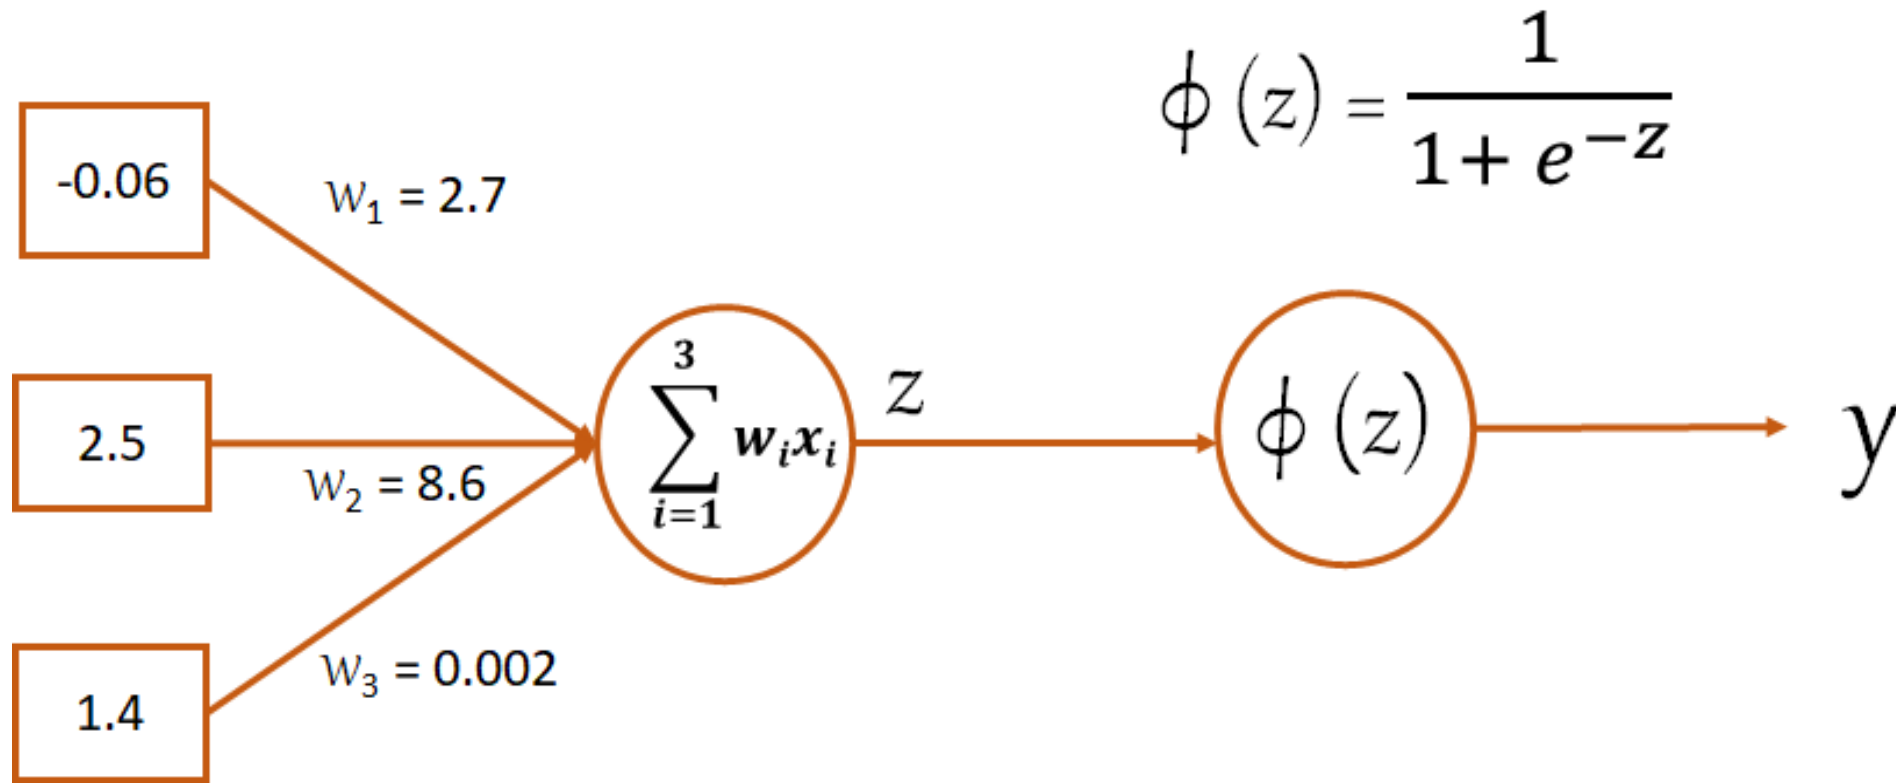 ϕ (z) = 1 / 1+ e^−z
-0.06
w₁ = 2.7
2.5
w₂ = 8.6
1.4
w₃ = 0.002
3
∑ wᵢxᵢ
i=1
z
ϕ (z)
y